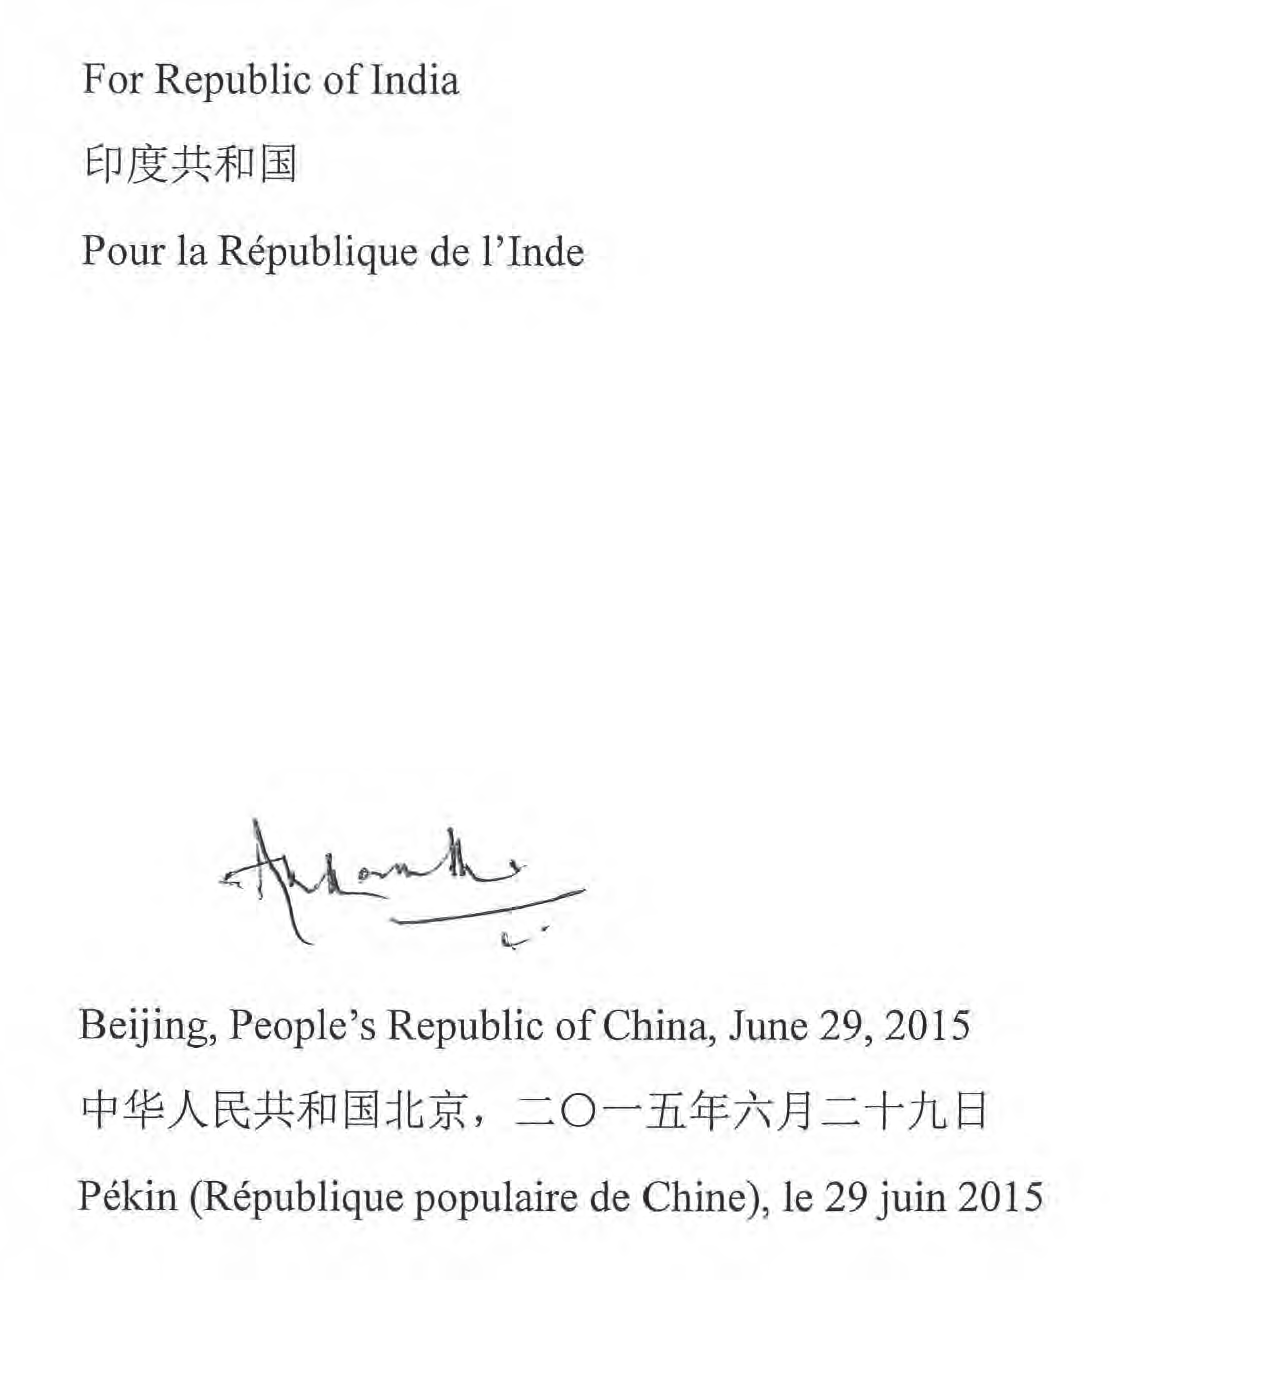 For Republic of India
印度共和国
Pour la République de l’Inde
Beijing, People’s Republic of China, June 29, 2015
中华人民共和国北京，二〇一五年六月二十九日
Pékin (République populaire de Chine), le 29 juin 2015